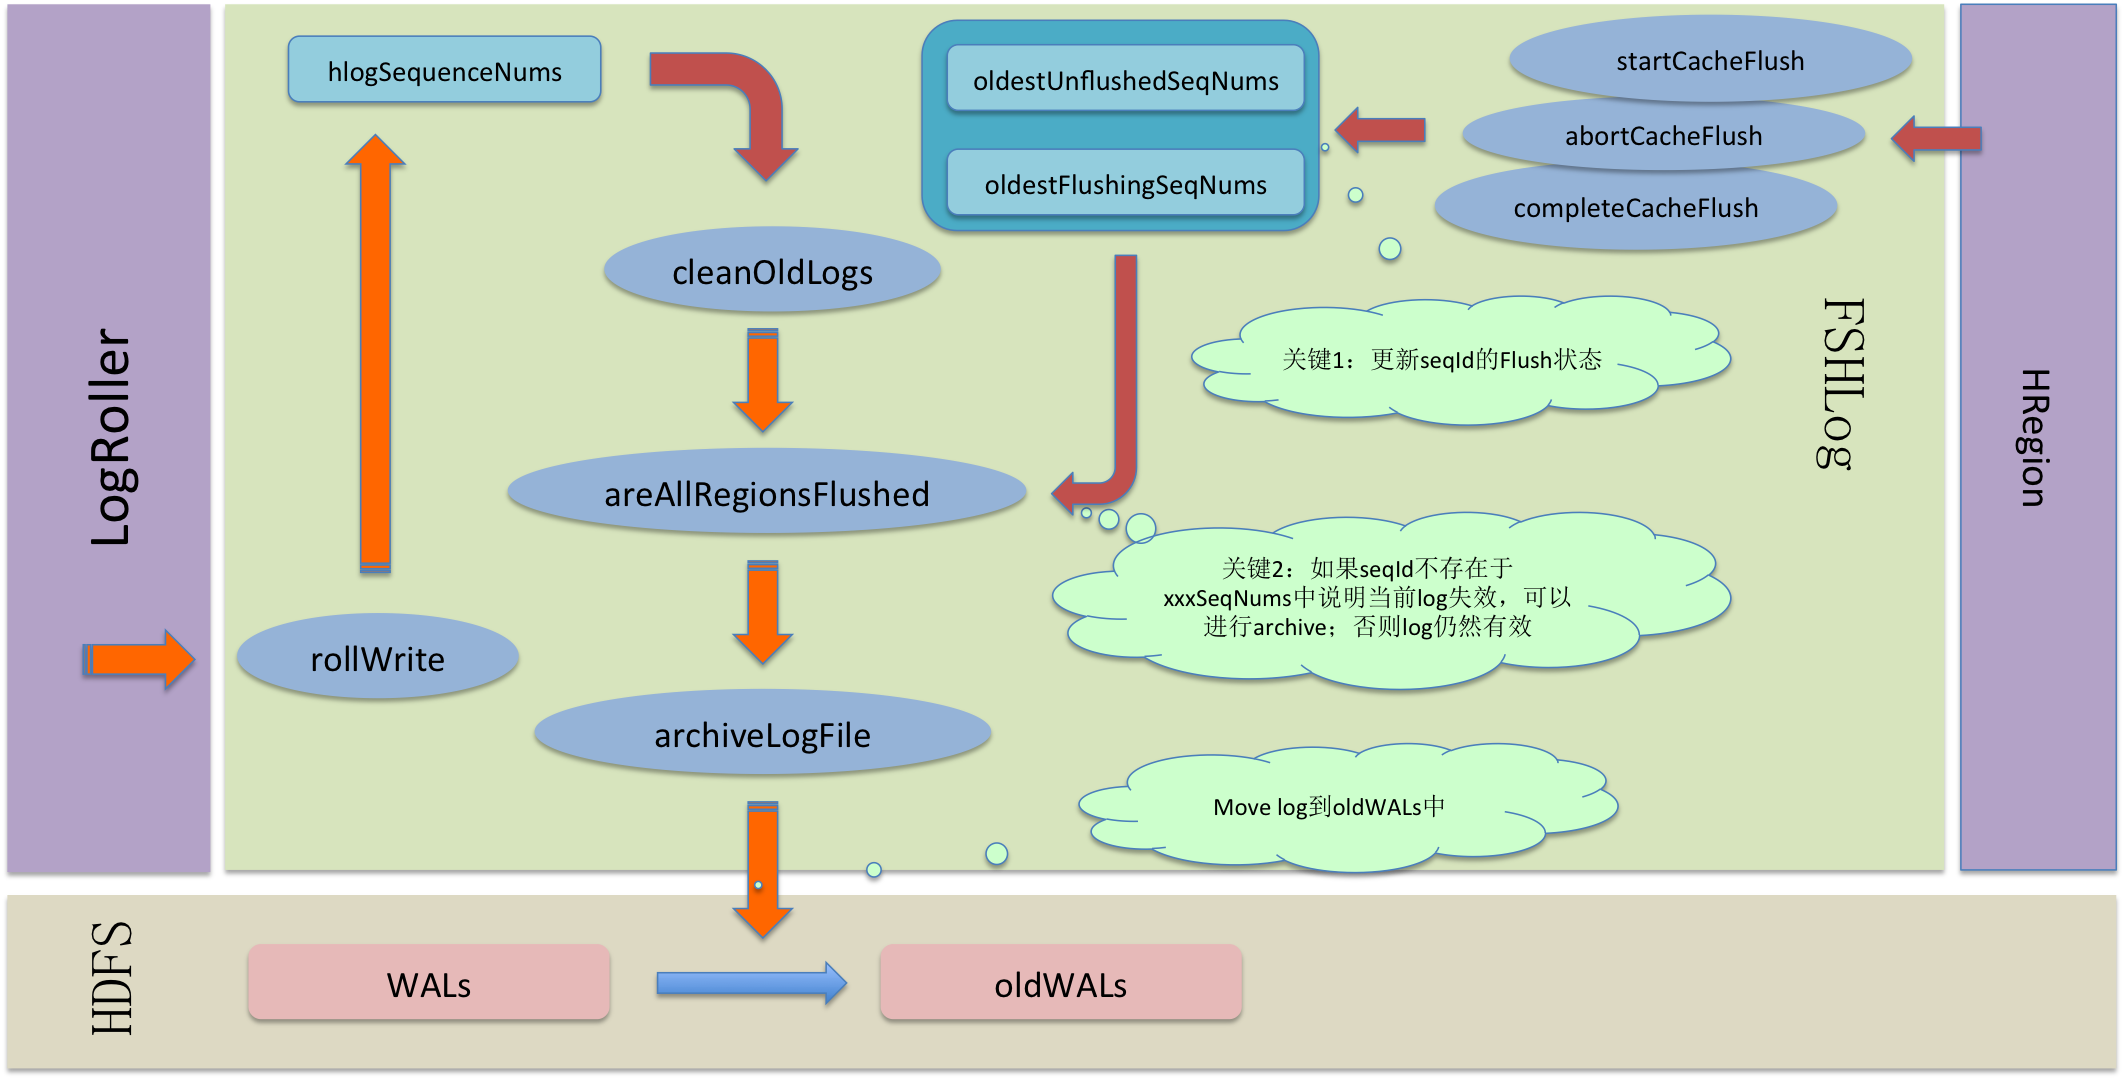 LogRoller
hlogSequenceNums
rollWrite
cleanOldLogs
areAllRegionsFlushed
archiveLogFile
oldestUnflushedSeqNums
oldestFlushingSeqNums
startCacheFlush
abortCacheFlush
completeCacheFlush
关键1：更新seqId的Flush状态
关键2：如果seqId不存在于
xxxSeqNums中说明当前log失效，可以
进行archive；否则log仍然有效
Move log到oldWALs中
FSHLog
HRegion
HDFS
WALs
oldWALs